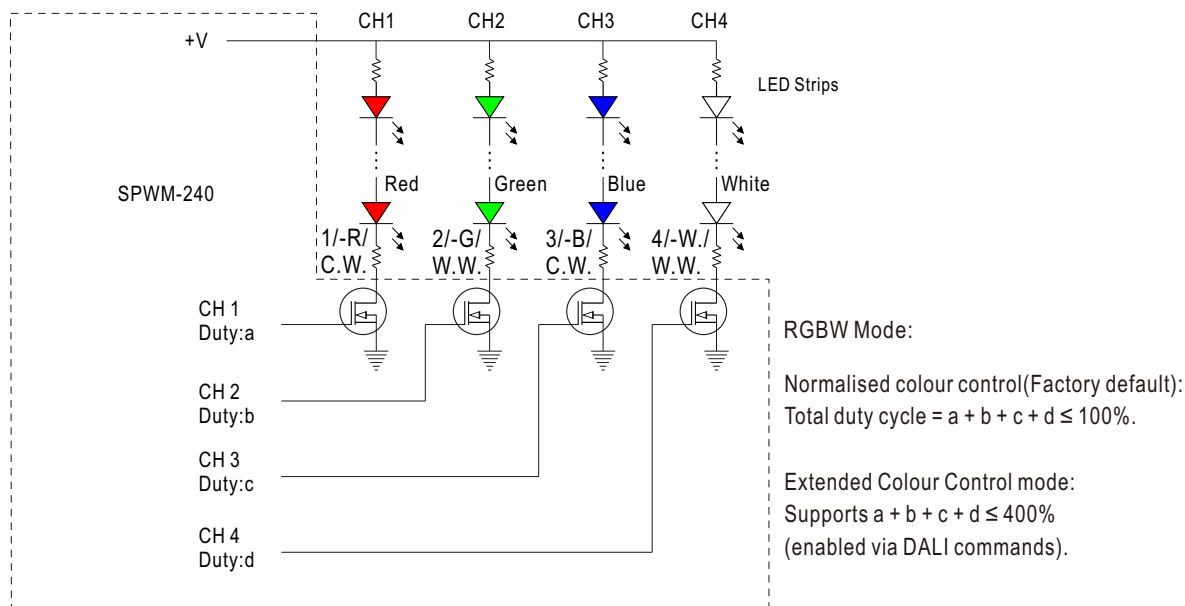 CH1 CH2 CH3 CH4
+V
LED Strips
SPWM-240
Red Green Blue White
1/-R/
C.W.
2/-G/
W.W.
3/-B/
C.W.
4/-W./
W.W.
CH 1
Duty:a
CH 2
Duty:b
CH 3
Duty:c
CH 4
Duty:d
RGBW Mode:
Normalised colour control(Factory default):
Total duty cycle = a + b + c + d ≤ 100%.
Extended Colour Control mode:
Supports a + b + c + d ≤ 400%
(enabled via DALI commands).